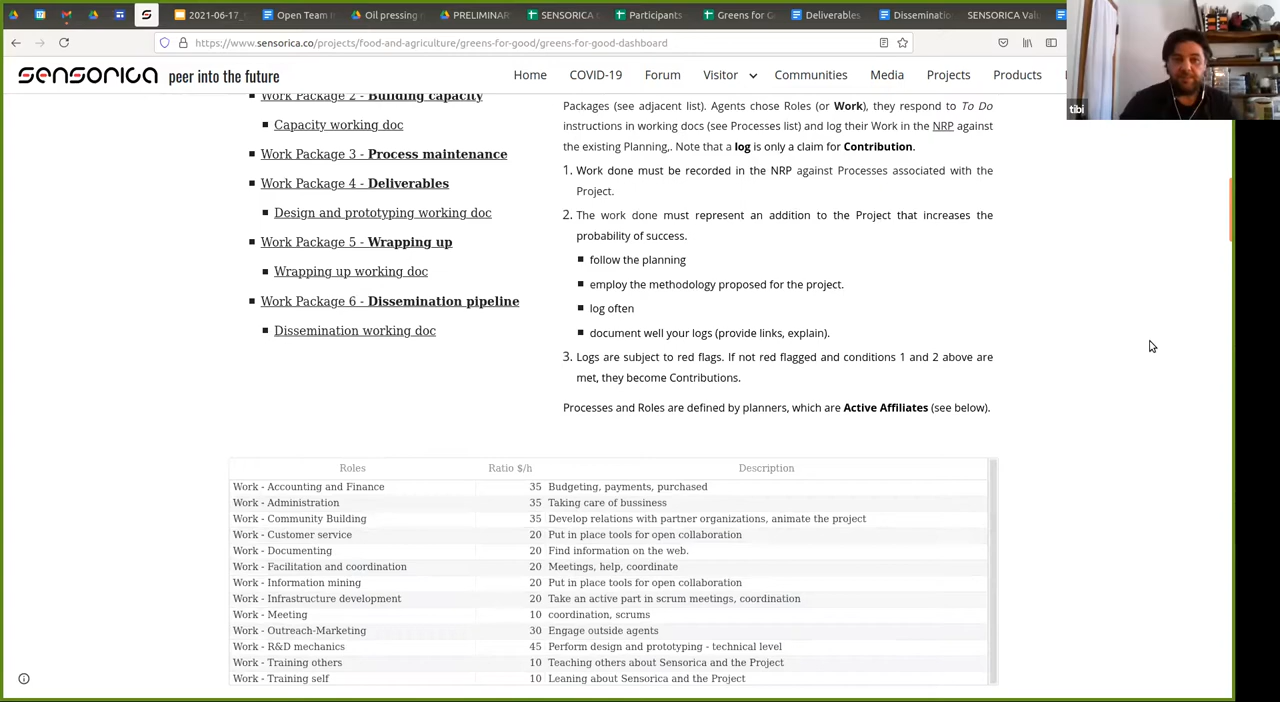 2021-06-17_
Open Team
Oil pressing
PRELIMINAR
SENSORICA
Participants
Greens for G
Deliverables
Disseminatio
SENSORICA Valu
https://www.sensorica.co/projects/food-and-agriculture/greens-for-good/greens-for-good-dashboard
sensorica peer into the future
Home COVID-19 Forum Visitor Communities Media Projects Products
tibi
Work Package 2 - Building capacity
Capacity working doc
Work Package 3 - Process maintenance
Work Package 4 - Deliverables
Design and prototyping working doc
Work Package 5 - Wrapping up
Wrapping up working doc
Work Package 6 - Dissemination pipeline
Dissemination working doc
Packages (see adjacent list). Agents chose Roles (or Work), they respond to To Do
instructions in working docs (see Processes list) and log their Work in the NRP against
the existing Planning,. Note that a log is only a claim for Contribution.
1. Work done must be recorded in the NRP against Processes associated with the
Project.
2. The work done must represent an addition to the Project that increases the
probability of success.
follow the planning
employ the methodology proposed for the project.
log often
document well your logs (provide links, explain).
3. Logs are subject to red flags. If not red flagged and conditions 1 and 2 above are
met, they become Contributions.
Processes and Roles are defined by planners, which are Active Affiliates (see below).
Roles Ratio $/h Description
Work - Accounting and Finance 35 Budgeting, payments, purchased
Work - Administration 35 Taking care of bussiness
Work - Community Building 35 Develop relations with partner organizations, animate the project
Work - Customer service 20 Put in place tools for open collaboration
Work - Documenting 20 Find information on the web.
Work - Facilitation and coordination 20 Meetings, help, coordinate
Work - Information mining 20 Put in place tools for open collaboration
Work - Infrastructure development 20 Take an active part in scrum meetings, coordination
Work - Meeting 10 coordination, scrums
Work - Outreach-Marketing 30 Engage outside agents
Work - R&D mechanics 45 Perform design and prototyping - technical level
Work - Training others 10 Teaching others about Sensorica and the Project
Work - Training self 10 Leaning about Sensorica and the Project